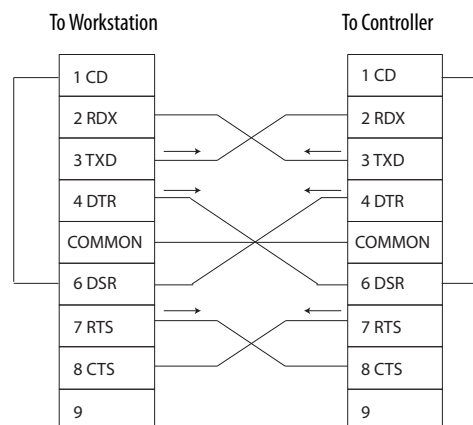 To Workstation To Controller
1 CD 1 CD
2 RDX 2 RDX
3 TXD 3 TXD
4 DTR 4 DTR
COMMON COMMON
6 DSR 6 DSR
7 RTS 7 RTS
8 CTS 8 CTS
9 9